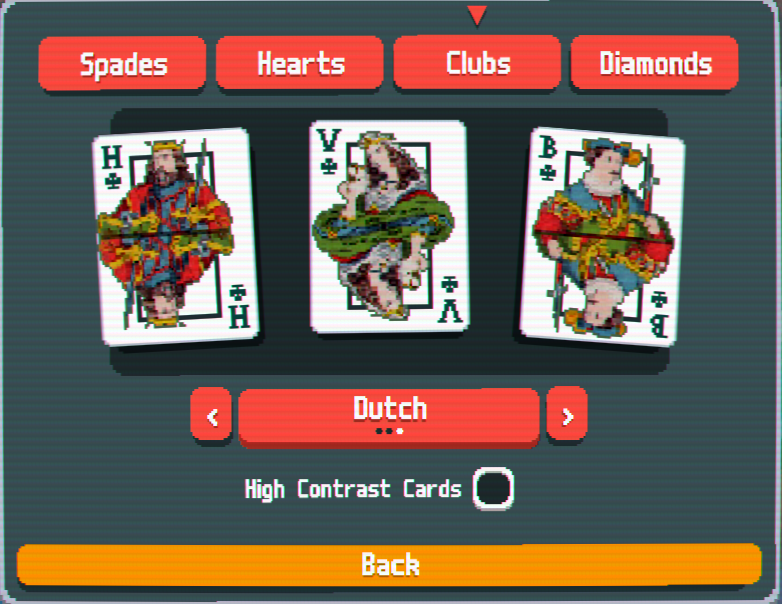 Spades Hearts Clubs Diamonds
H V B
H V B
< Dutch >
High Contrast Cards
Back